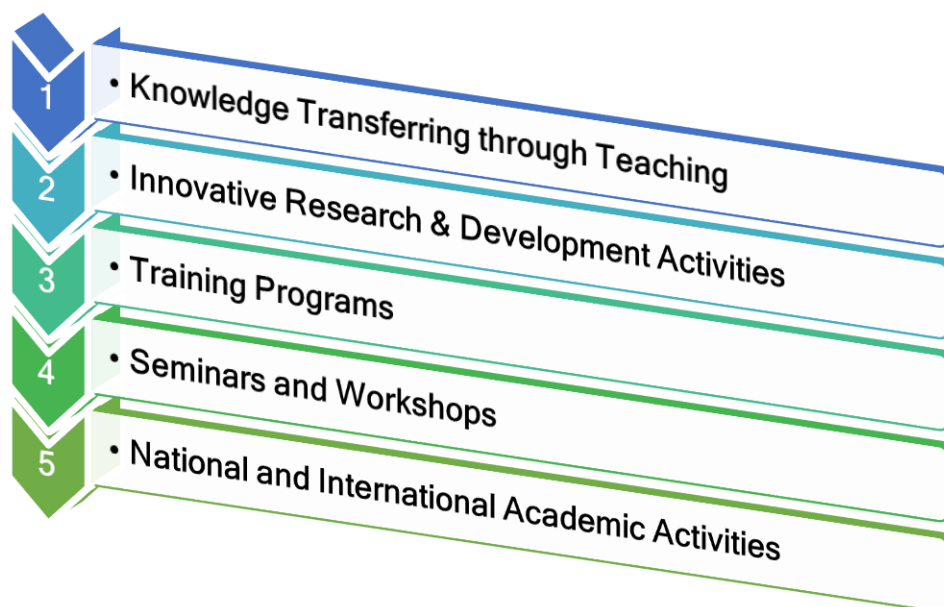 1
• Knowledge Transferring through Teaching
2
• Innovative Research & Development Activities
3
• Training Programs
4
• Seminars and Workshops
5
• National and International Academic Activities